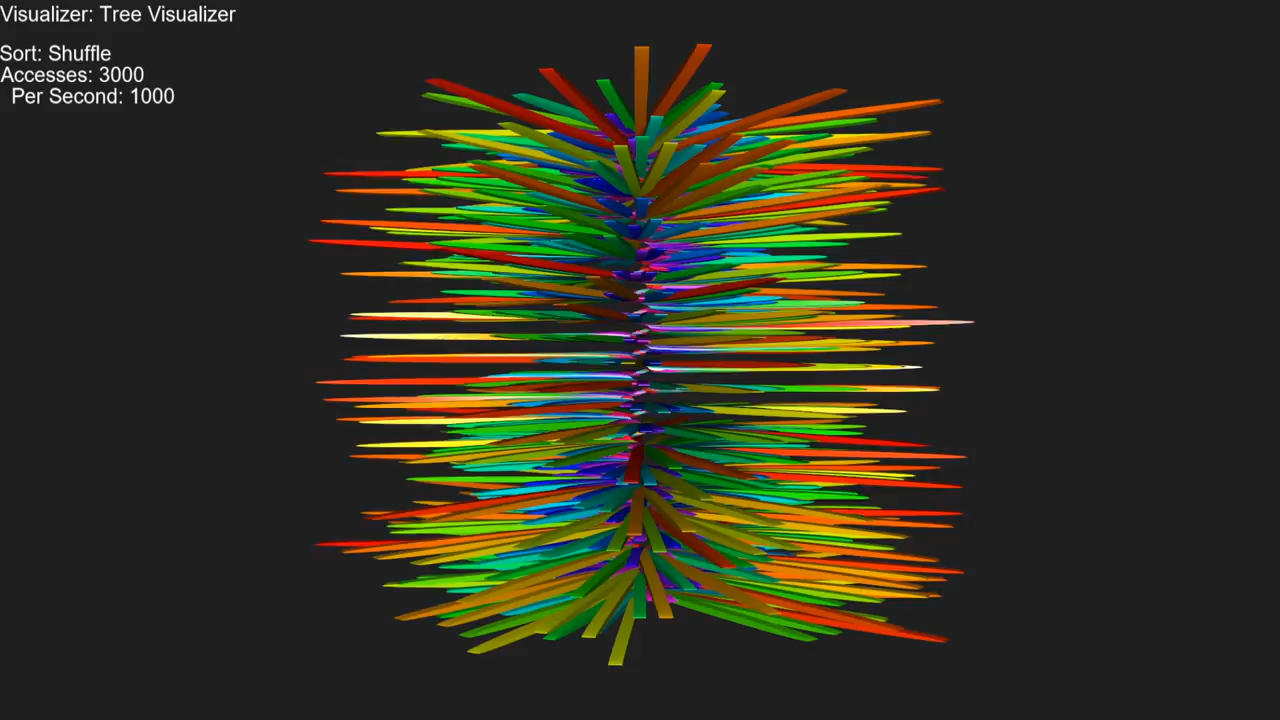 Visualizer: Tree Visualizer
Sort: Shuffle
Accesses: 3000
Per Second: 1000